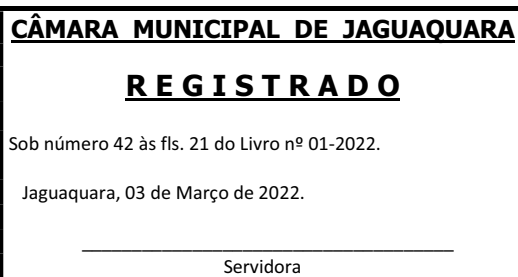 CÂMARA MUNICIPAL DE JAGUAQUARA
R E G I S T R A D O
Sob número 42 às fls. 21 do Livro nº 01-2022.
Jaguaquara, 03 de Março de 2022.
Servidora